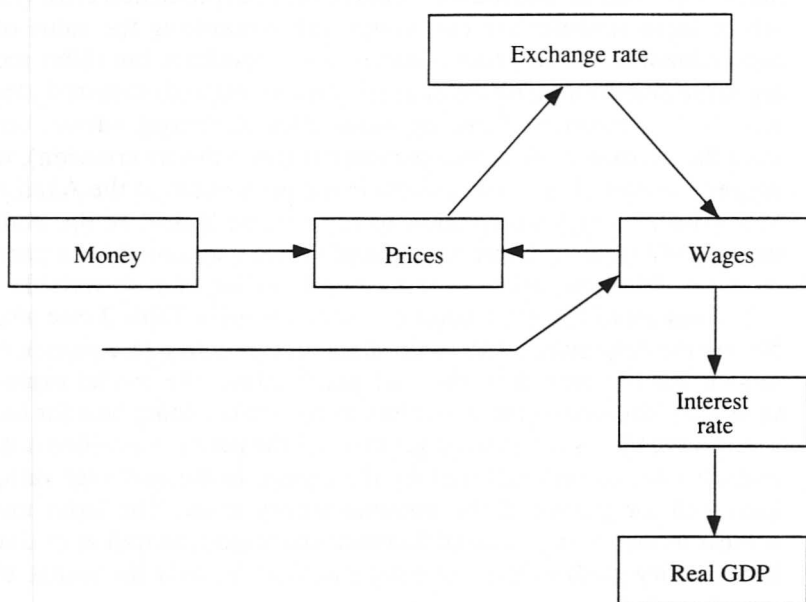 Exchange rate
Money
Prices
Wages
Interest
rate
Real GDP